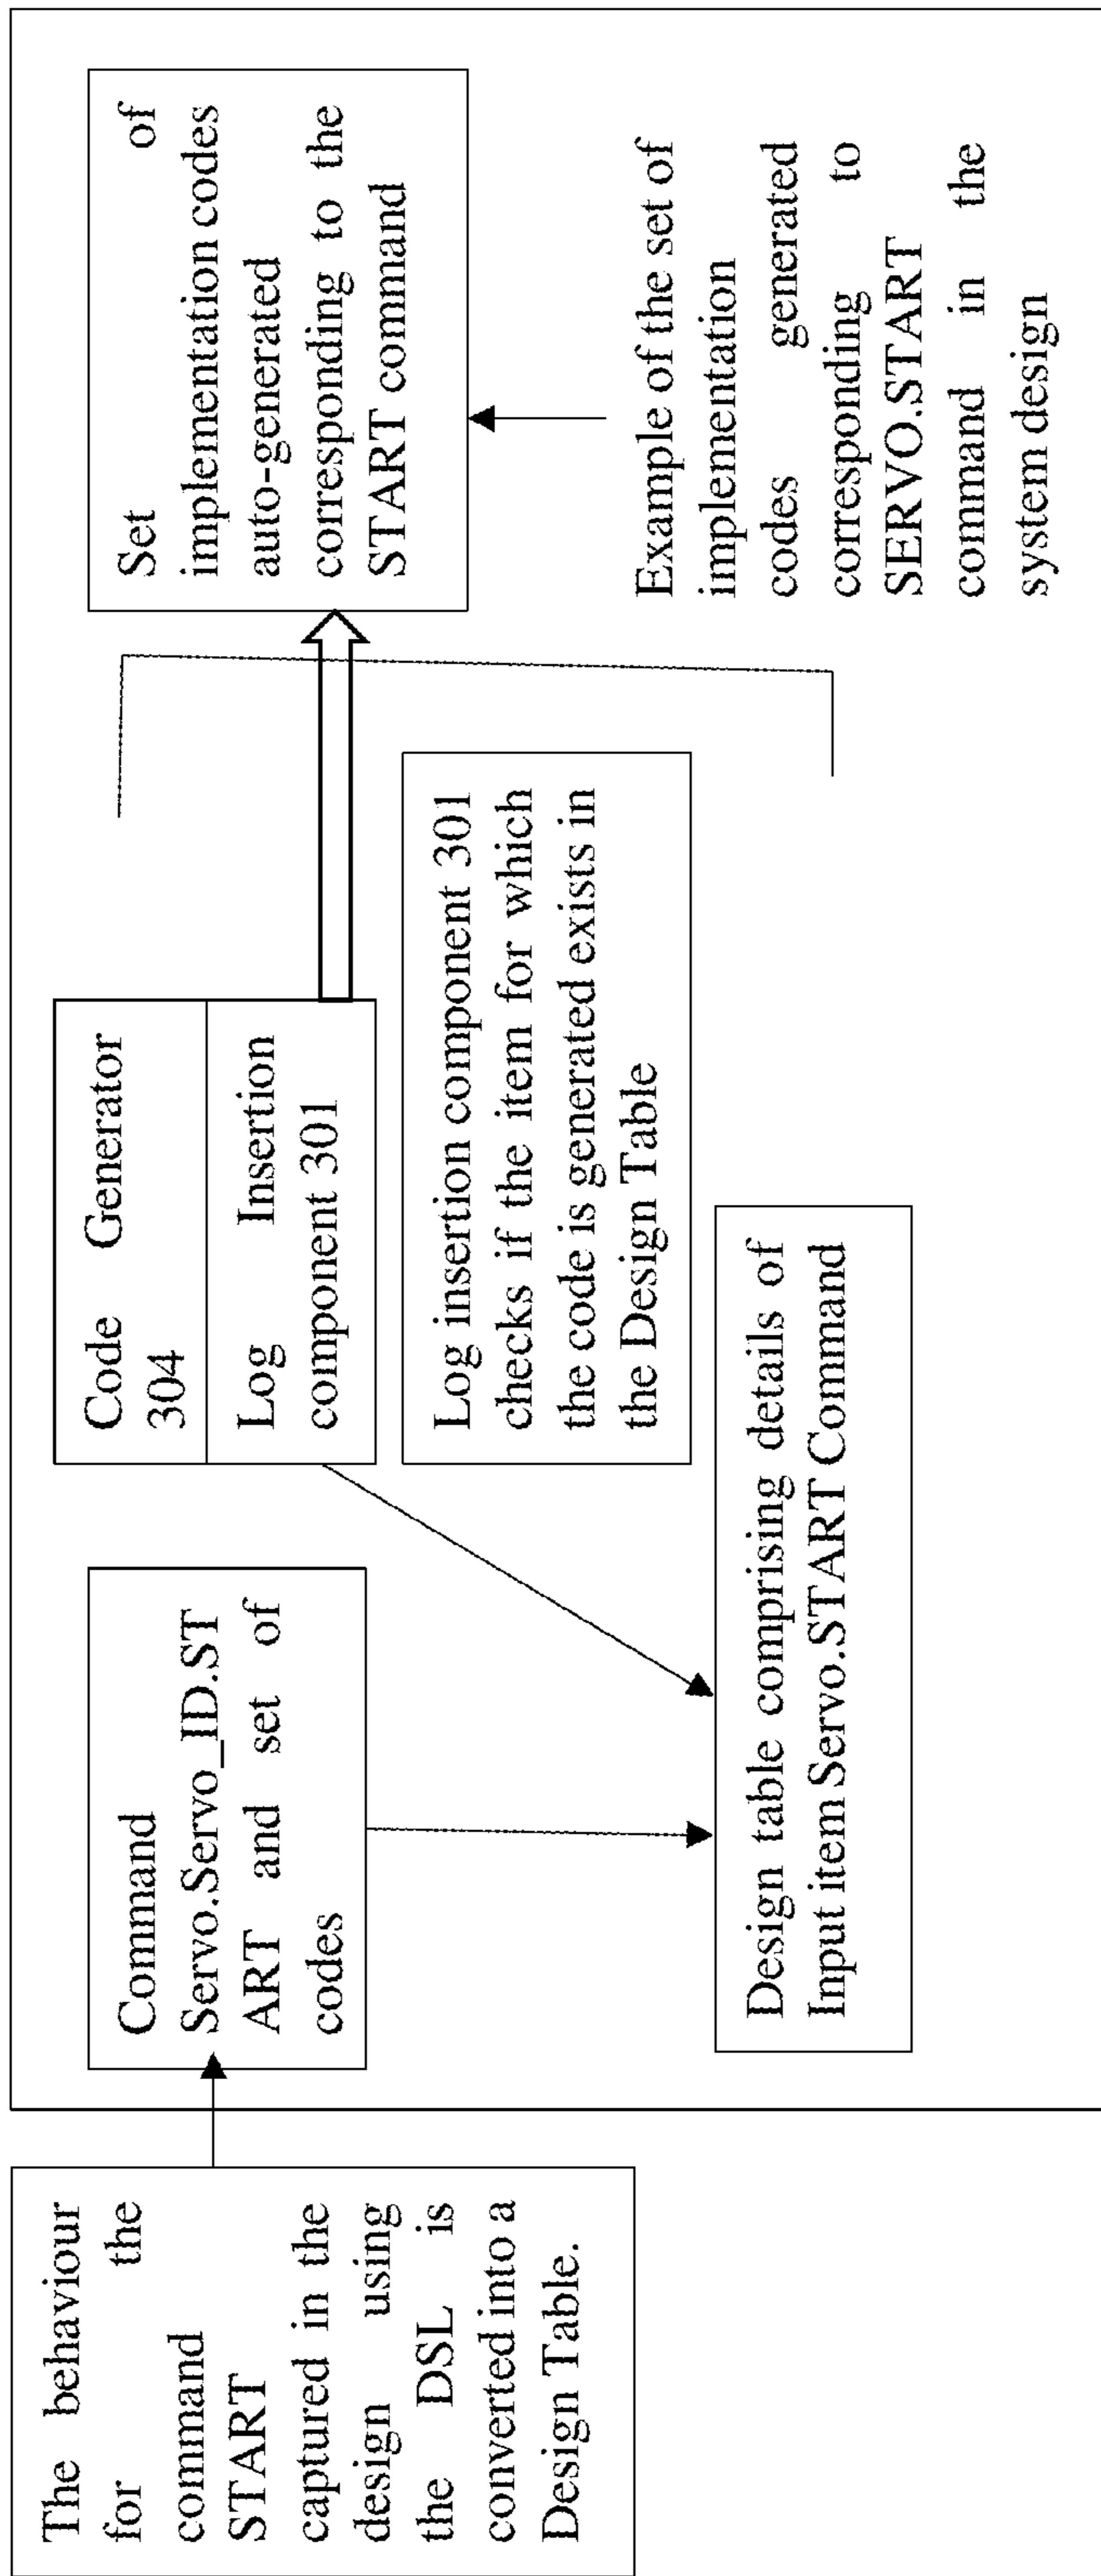 The behaviour
for the
command
START
captured in the
design using
the DSL is
converted into a
Design Table.
Command
Servo.Servo_ID.ST
ART and set of
codes
Code Generator
304
Log Insertion
component 301
Log insertion component 301
checks if the item for which
the code is generated exists in
the Design Table
Design table comprising details of
Input item Servo.START Command
Set of
implementation codes
auto-generated
corresponding to the
START command
Example of the set of
implementation
codes generated
corresponding to
SERVO.START
command in the
system design